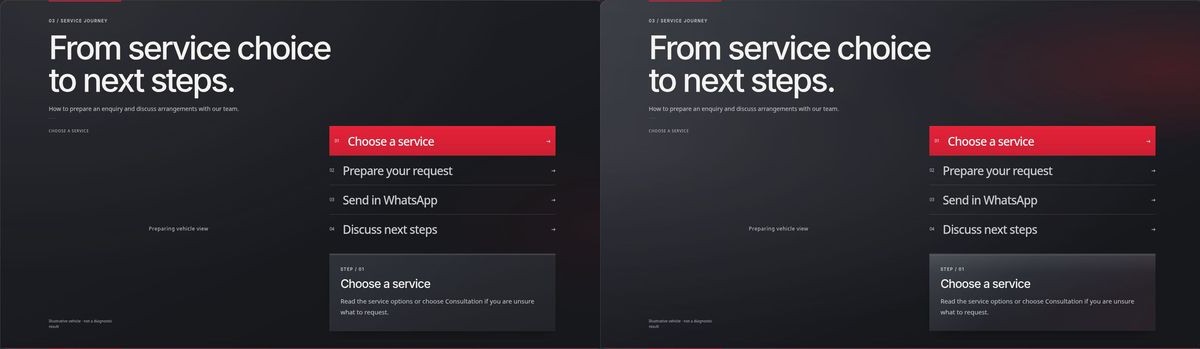 03 / SERVICE JOURNEY
From service choice
to next steps.
How to prepare an enquiry and discuss arrangements with our team.
CHOOSE A SERVICE
01 Choose a service →
02 Prepare your request →
03 Send in WhatsApp →
04 Discuss next steps →
Preparing vehicle view
STEP / 01
Choose a service
Read the service options or choose Consultation if you are unsure
what to request.
Illustrative vehicle · not a diagnostic
result
03 / SERVICE JOURNEY
From service choice
to next steps.
How to prepare an enquiry and discuss arrangements with our team.
CHOOSE A SERVICE
01 Choose a service →
02 Prepare your request →
03 Send in WhatsApp →
04 Discuss next steps →
Preparing vehicle view
STEP / 01
Choose a service
Read the service options or choose Consultation if you are unsure
what to request.
Illustrative vehicle · not a diagnostic
result